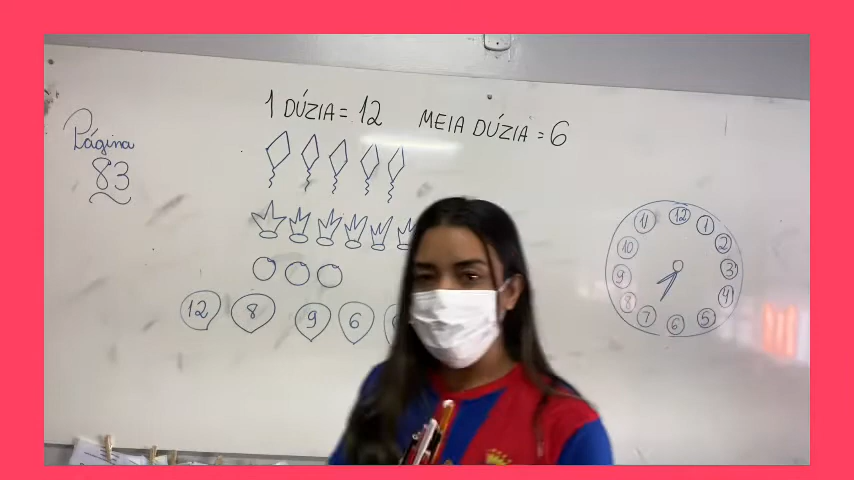 1 DÚZIA = 12 MEIA DÚZIA = 6
Página
83
12 8 9 6
11 12 1
10 2
9 3
8 4
7 6 5